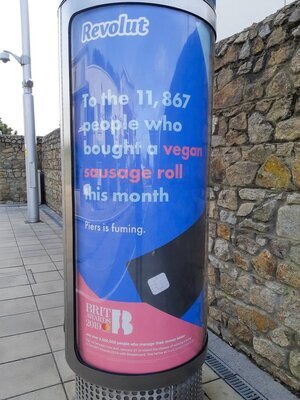 Revolut
To the 11,867
people who
bought a vegan
sausage roll
this month
Piers is fuming.
BRIT
AWARDS
2019